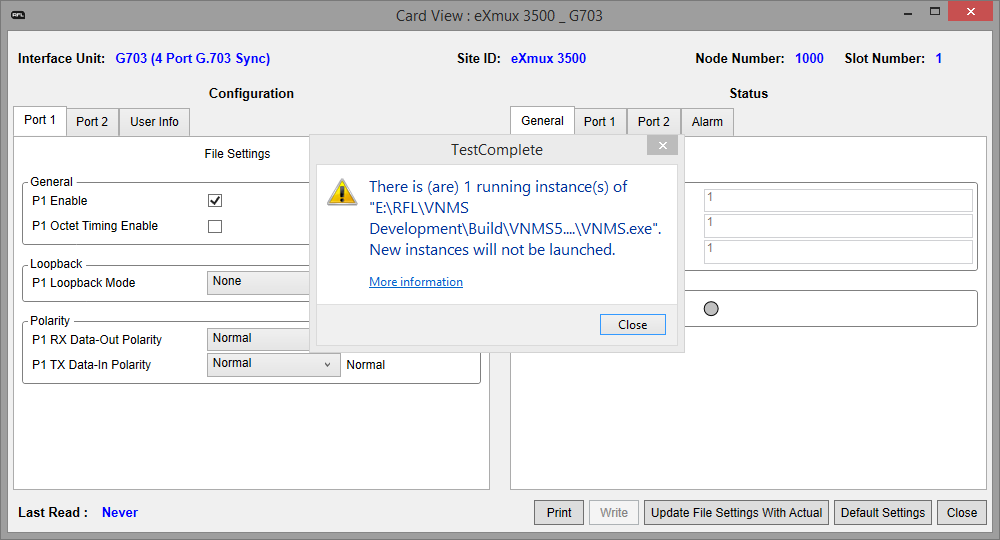 RFL
Card View : eXmux 3500 _ G703
Interface Unit: G703 (4 Port G.703 Sync)
Site ID: eXmux 3500
Node Number: 1000
Slot Number: 1
Configuration
Status
Port 1
Port 2
User Info
General
Port 1
Port 2
Alarm
File Settings
General
P1 Enable
P1 Octet Timing Enable
Loopback
P1 Loopback Mode
None
Polarity
P1 RX Data-Out Polarity
Normal
P1 TX Data-In Polarity
Normal
Normal
TestComplete
There is (are) 1 running instance(s) of
"E:\RFL\VNMS
Development\Build\VNMS5....\VNMS.exe".
New instances will not be launched.
More information
Close
1
1
1
Last Read : Never
Print
Write
Update File Settings With Actual
Default Settings
Close